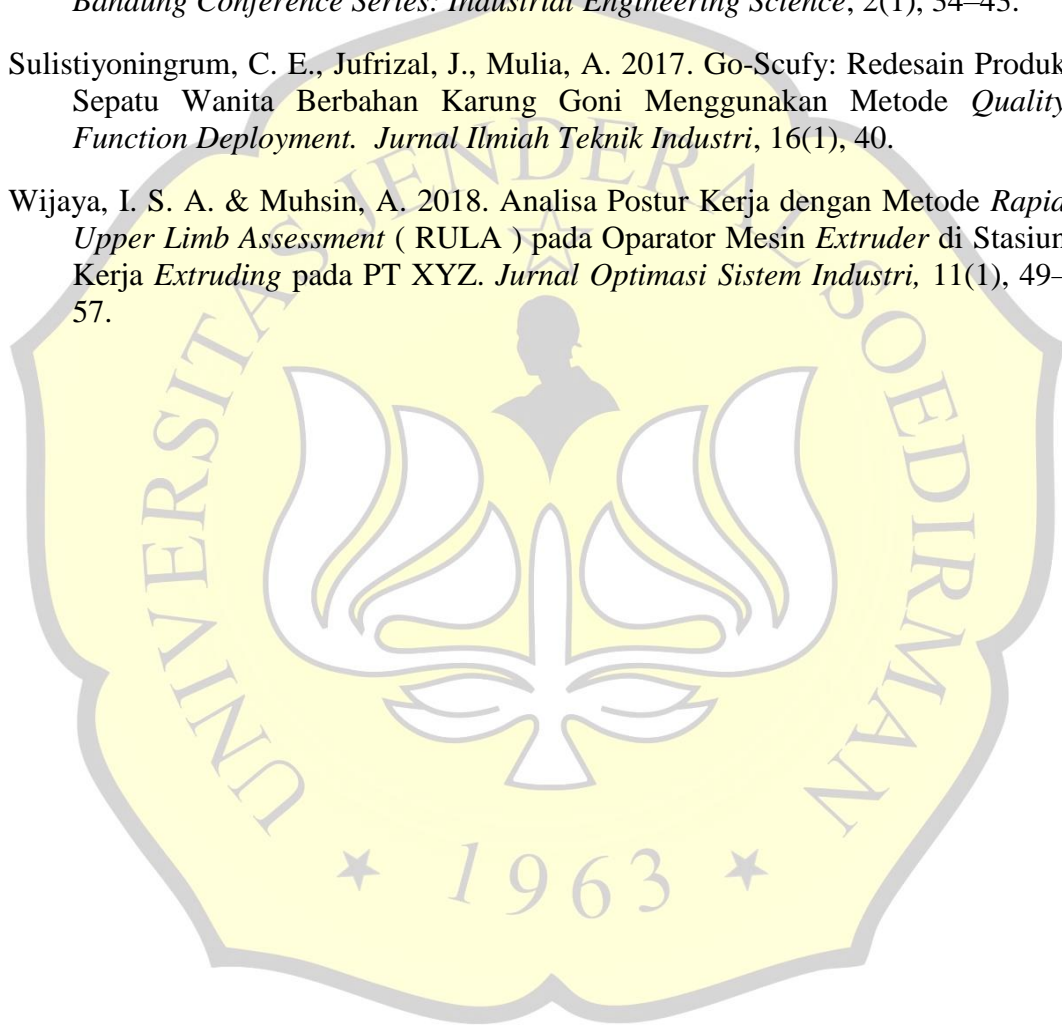 Bandung Conference Series: Industrial Engineering Science, 2(1), 34–43.
Sulistiyoningrum, C. E., Jufrizal, J., Mulia, A. 2017. Go-Scufy: Redesain Produk
Sepatu Wanita Berbahan Karung Goni Menggunakan Metode Quality
Function Deployment. Jurnal Ilmiah Teknik Industri, 16(1), 40.
Wijaya, I. S. A. & Muhsin, A. 2018. Analisa Postur Kerja dengan Metode Rapid
Upper Limb Assessment ( RULA ) pada Oparator Mesin Extruder di Stasiun
Kerja Extruding pada PT XYZ. Jurnal Optimasi Sistem Industri, 11(1), 49–
57.
UNIVERSITAS JENDERAL SOEDIRMAN
1963